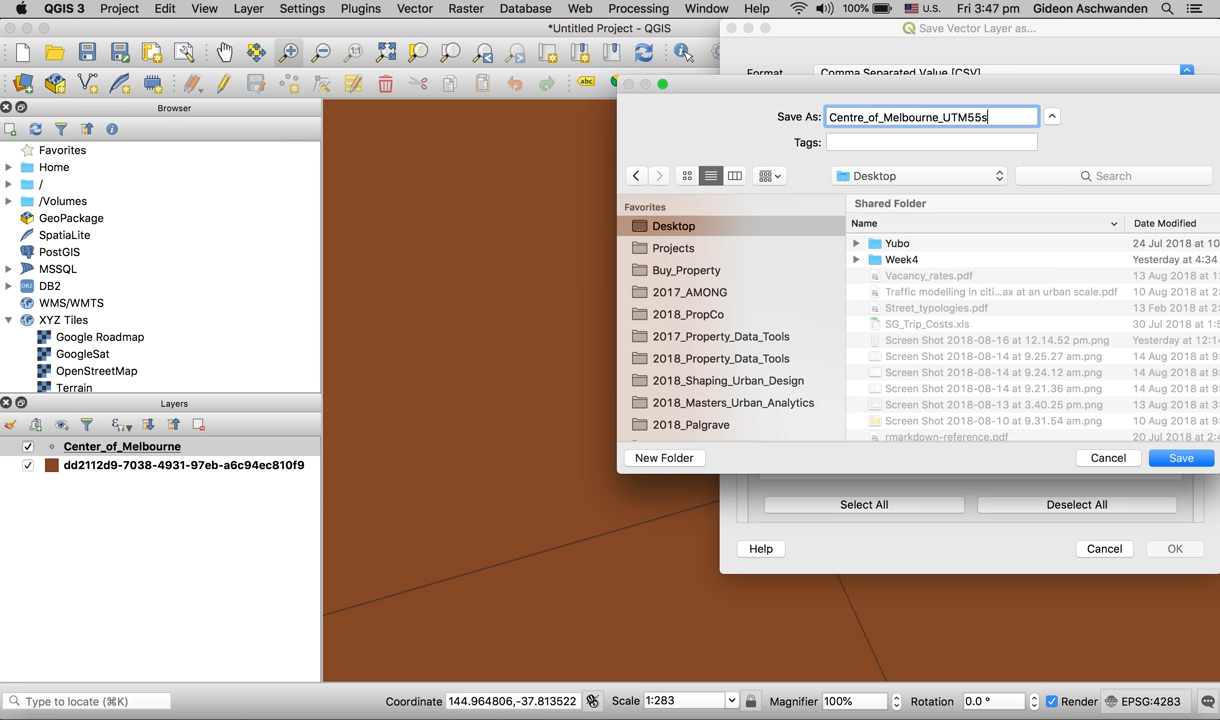 QGIS 3 Project Edit View Layer Settings Plugins Vector Raster Database Web Processing Window Help 100% U.S. Fri 3:47 pm Gideon Aschwanden
*Untitled Project - QGIS
Save Vector Layer as...
Format Comma Separated Value [CSV]
abc
Save As: Centre_of_Melbourne_UTM55s
Tags:
Desktop
Search
Browser
Favorites
Home
/
/Volumes
GeoPackage
SpatiaLite
PostGIS
MSSQL
DB2
WMS/WMTS
XYZ Tiles
Google Roadmap
GoogleSat
OpenStreetMap
Terrain
Favorites
Desktop
Projects
Buy_Property
2017_AMONG
2018_PropCo
2017_Property_Data_Tools
2018_Property_Data_Tools
2018_Shaping_Urban_Design
2018_Masters_Urban_Analytics
2018_Palgrave
Shared Folder
Name Date Modified
Yubo 24 Jul 2018 at 10
Week4 Yesterday at 4:34
Vacancy_rates.pdf 13 Aug 2018 at 1:
Traffic modelling in citi...ax at an urban scale.pdf 10 Aug 2018 at 2:
Street_typologies.pdf 13 Feb 2018 at 2:
SG_Trip_Costs.xls 30 Jul 2018 at 1:5
Screen Shot 2018-08-16 at 12.14.52 pm.png Yesterday at 12:1
Screen Shot 2018-08-14 at 9.25.27 am.png 14 Aug 2018 at 9:
Screen Shot 2018-08-14 at 9.24.12 am.png 14 Aug 2018 at 9:
Screen Shot 2018-08-14 at 9.21.36 am.png 14 Aug 2018 at 9:
Screen Shot 2018-08-13 at 3.40.25 pm.png 13 Aug 2018 at 3:
Screen Shot 2018-08-10 at 9.31.54 am.png 10 Aug 2018 at 9:
rmarkdown-reference.pdf 20 Jul 2018 at 2:4
New Folder Cancel Save
Layers
Center_of_Melbourne
dd2112d9-7038-4931-97eb-a6c94ec810f9
Select All Deselect All
Help Cancel OK
Type to locate (⌘K) Coordinate 144.964806,-37.813522 Scale 1:283 Magnifier 100% Rotation 0.0 ° Render EPSG:4283